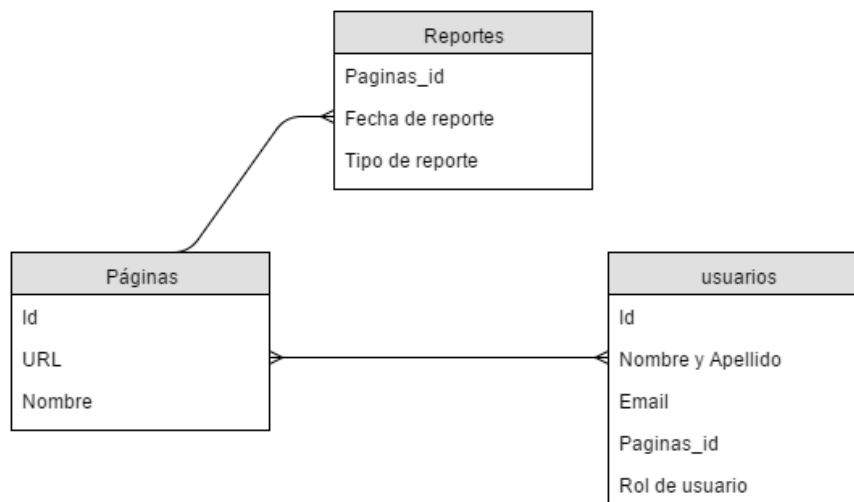 Reportes
Paginas_id
Fecha de reporte
Tipo de reporte
Páginas
Id
URL
Nombre
usuarios
Id
Nombre y Apellido
Email
Paginas_id
Rol de usuario